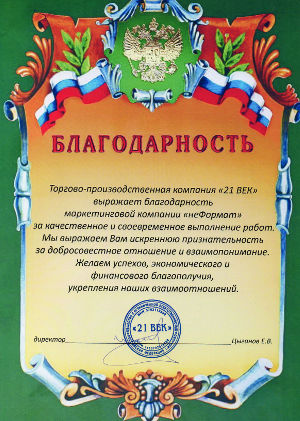 БЛАГОДАРНОСТЬ
Торгово-производственная компания «21 ВЕК»
выражает благодарность
маркетинговой компании «неФормат»
за качественное и своевременное выполнение работ.
Мы выражаем Вам искреннюю признательность
за добросовестное отношение и взаимопонимание.
Желаем успехов, экономического и
финансового благополучия,
укрепления наших взаимоотношений.
«21 ВЕК»
директор Цыганов Е.В.